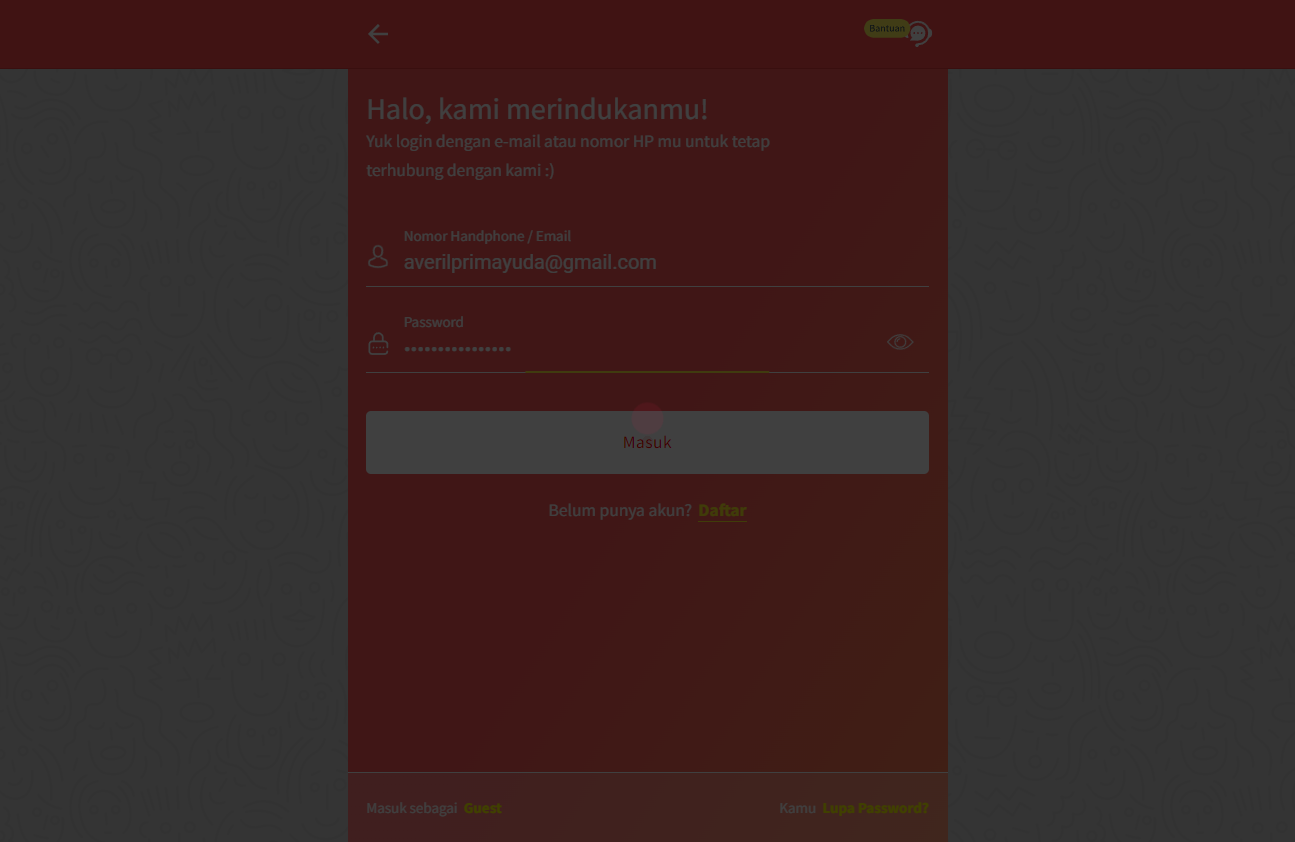 Bantuan
Halo, kami merindukanmu!
Yuk login dengan e-mail atau nomor HP mu untuk tetap
terhubung dengan kami :)
Nomor Handphone / Email
averilprimayuda@gmail.com
Password
••••••••••••••••
Masuk
Belum punya akun? Daftar
Masuk sebagai Guest
Kamu Lupa Password?